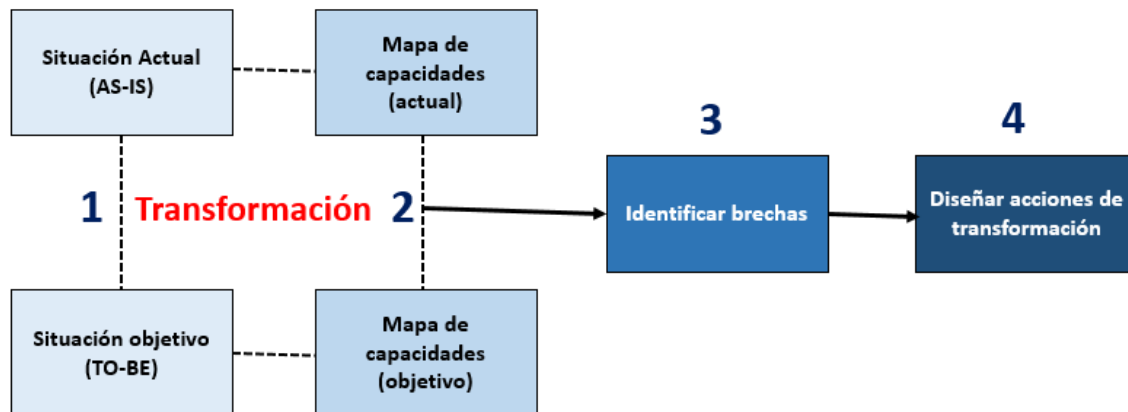 Situación Actual
(AS-IS)
Mapa de
capacidades
(actual)
1
Transformación
2
Situación objetivo
(TO-BE)
Mapa de
capacidades
(objetivo)
3
Identificar brechas
4
Diseñar acciones de
transformación